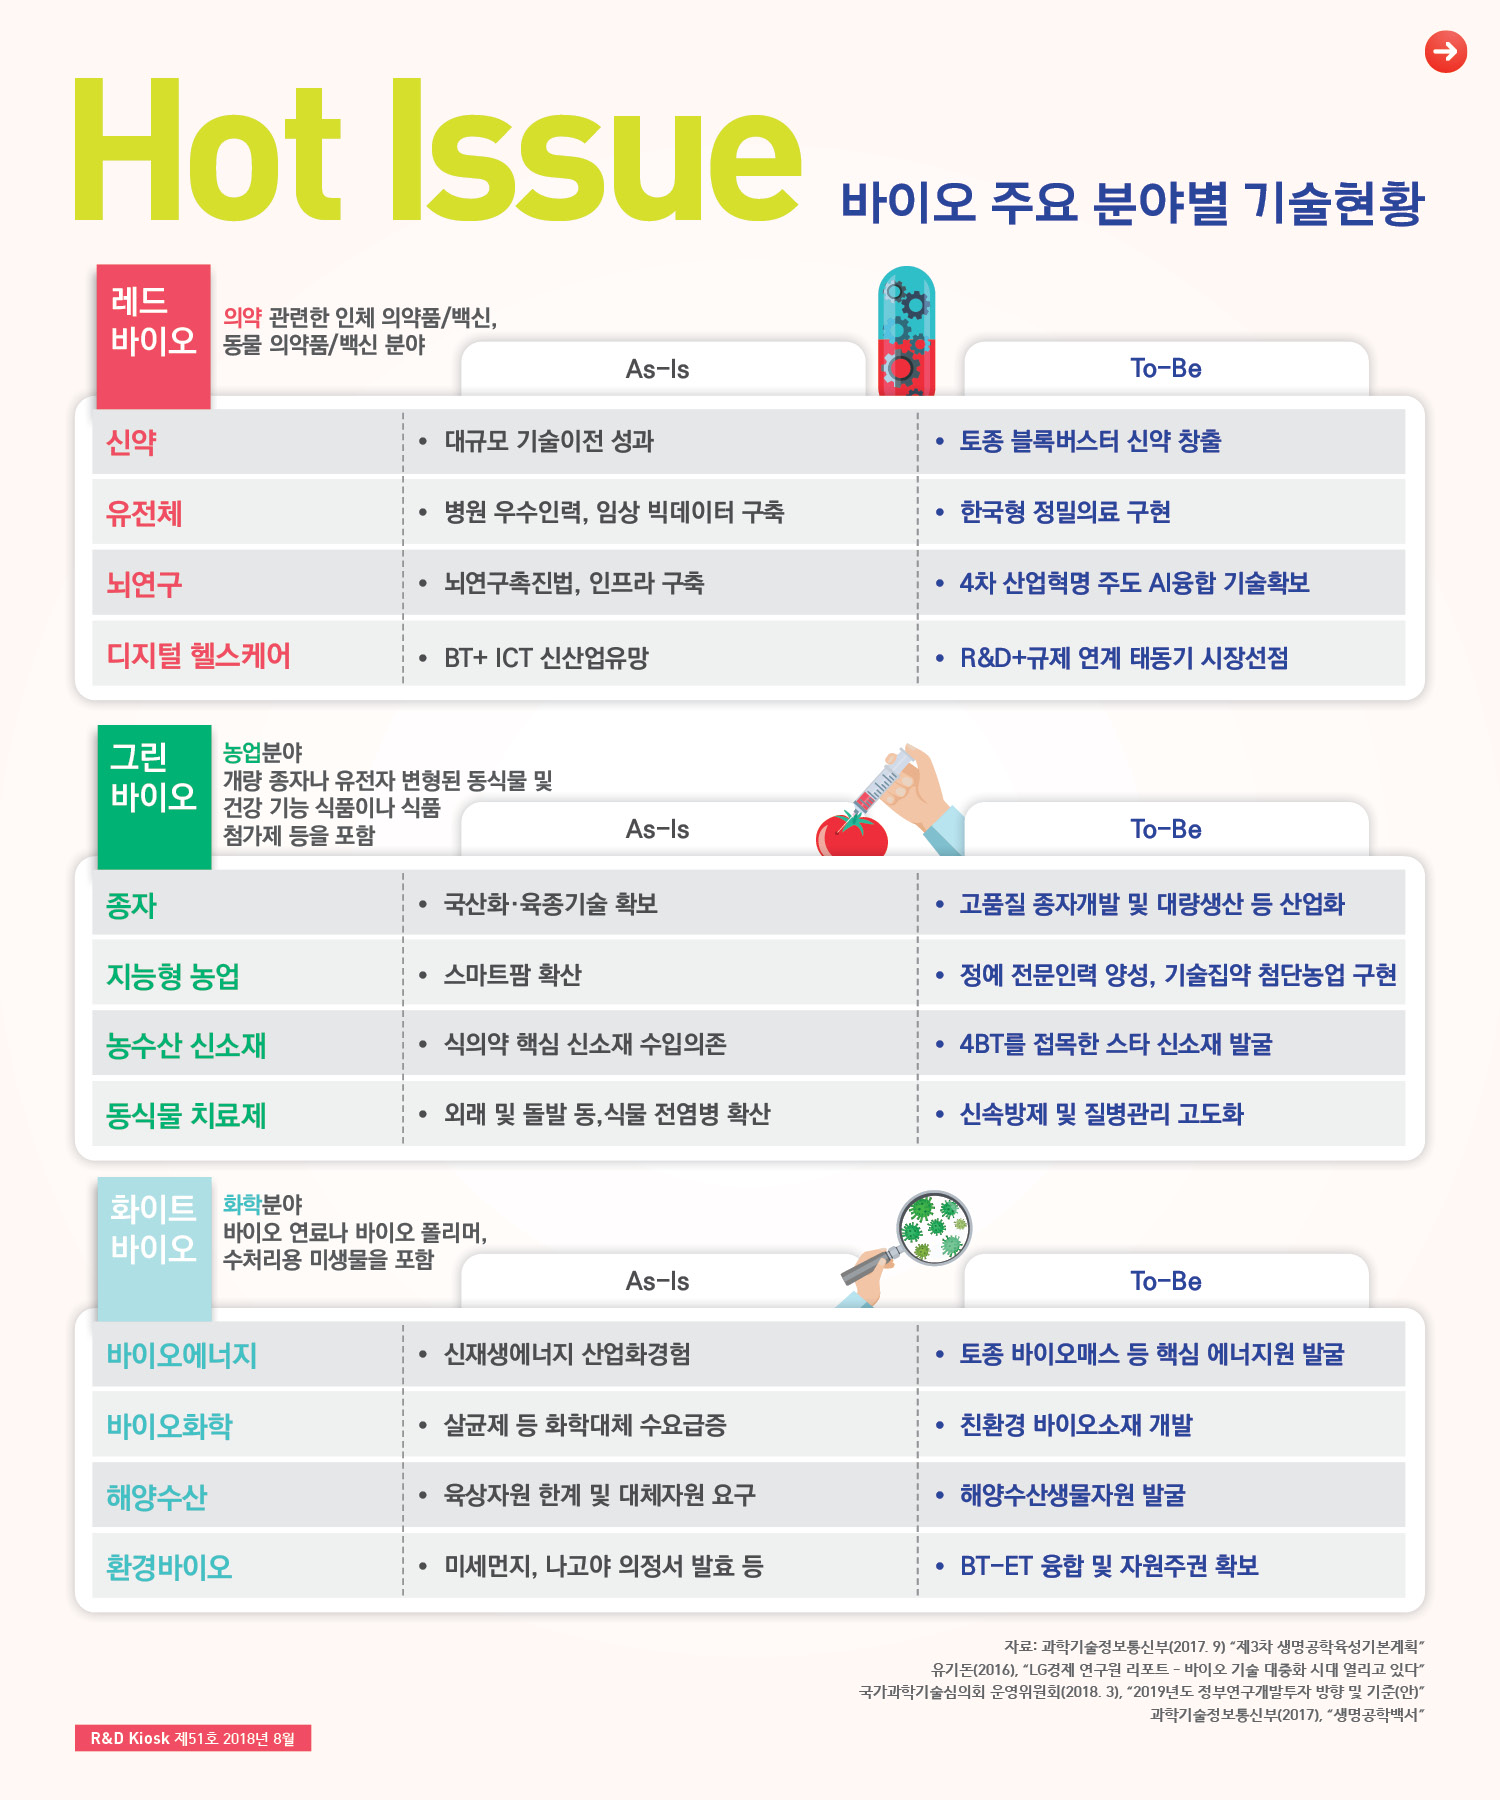 Hot Issue
바이오 주요 분야별 기술현황
레드
바이오
의약 관련한 인체 의약품/백신,
동물 의약품/백신 분야
As-Is
To-Be
신약
• 대규모 기술이전 성과
• 토종 블록버스터 신약 창출
유전체
• 병원 우수인력, 임상 빅데이터 구축
• 한국형 정밀의료 구현
뇌연구
• 뇌연구촉진법, 인프라 구축
• 4차 산업혁명 주도 AI융합 기술확보
디지털 헬스케어
• BT+ ICT 신산업유망
• R&D+규제 연계 태동기 시장선점
그린
바이오
농업분야
개량 종자나 유전자 변형된 동식물 및
건강 기능 식품이나 식품
첨가제 등을 포함
As-Is
To-Be
종자
• 국산화·육종기술 확보
• 고품질 종자개발 및 대량생산 등 산업화
지능형 농업
• 스마트팜 확산
• 정예 전문인력 양성, 기술집약 첨단농업 구현
농수산 신소재
• 식의약 핵심 신소재 수입의존
• 4BT를 접목한 스타 신소재 발굴
동식물 치료제
• 외래 및 돌발 동,식물 전염병 확산
• 신속방제 및 질병관리 고도화
화이트
바이오
화학분야
바이오 연료나 바이오 폴리머,
수처리용 미생물을 포함
As-Is
To-Be
바이오에너지
• 신재생에너지 산업화경험
• 토종 바이오매스 등 핵심 에너지원 발굴
바이오화학
• 살균제 등 화학대체 수요급증
• 친환경 바이오소재 개발
해양수산
• 육상자원 한계 및 대체자원 요구
• 해양수산생물자원 발굴
환경바이오
• 미세먼지, 나고야 의정서 발효 등
• BT-ET 융합 및 자원주권 확보
자료: 과학기술정보통신부(2017. 9) “제3차 생명공학육성기본계획”
유기돈(2016), “LG경제 연구원 리포트 - 바이오 기술 대중화 시대 열리고 있다”
국가과학기술심의회 운영위원회(2018. 3), “2019년도 정부연구개발투자 방향 및 기준(안)”
과학기술정보통신부(2017), “생명공학백서”
R&D Kiosk 제51호 2018년 8월